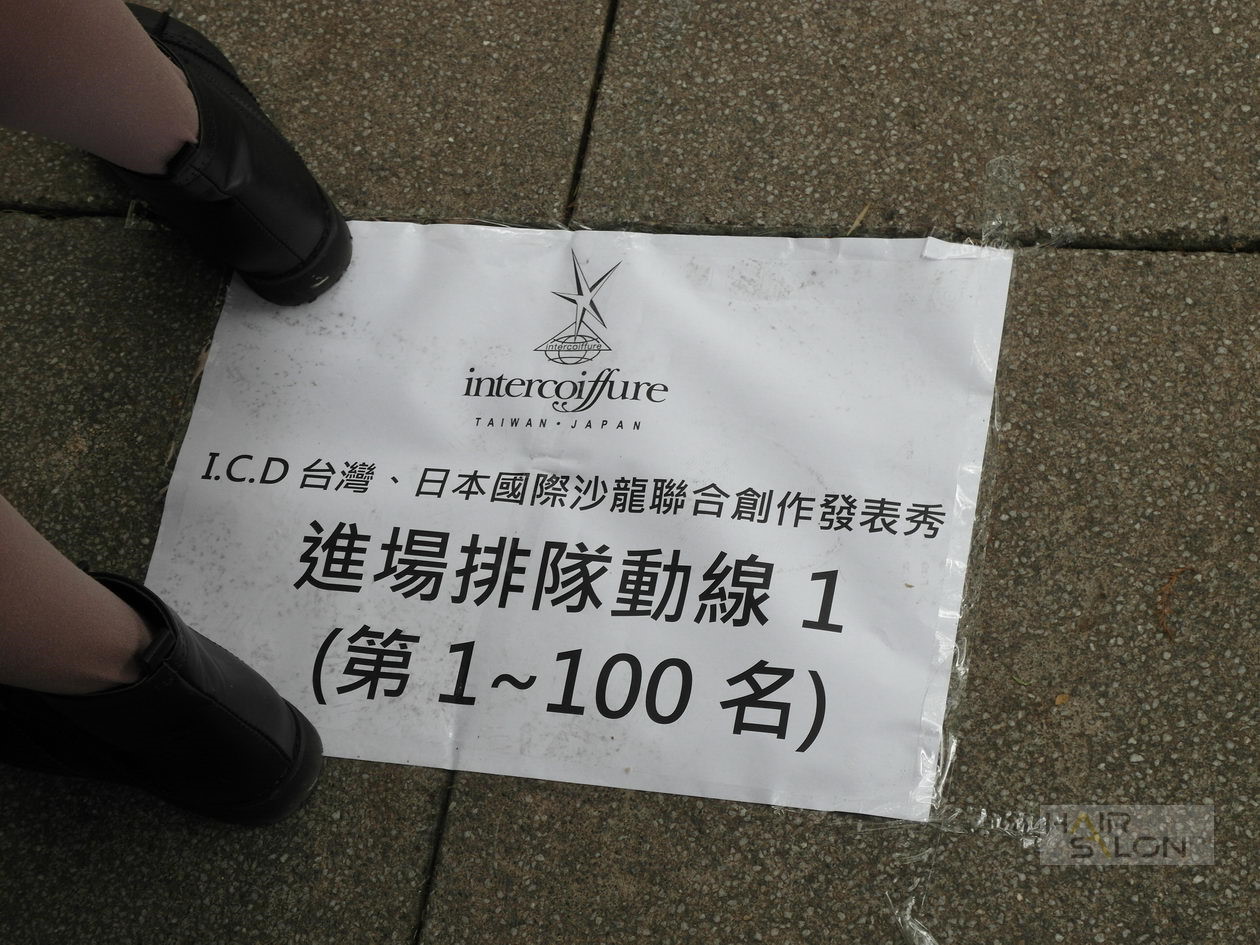 intercoiffure
intercoiffure
TAIWAN • JAPAN
I.C.D 台灣、日本國際沙龍聯合創作發表秀
進場排隊動線 1
(第 1~100 名)
HAIR
SALON